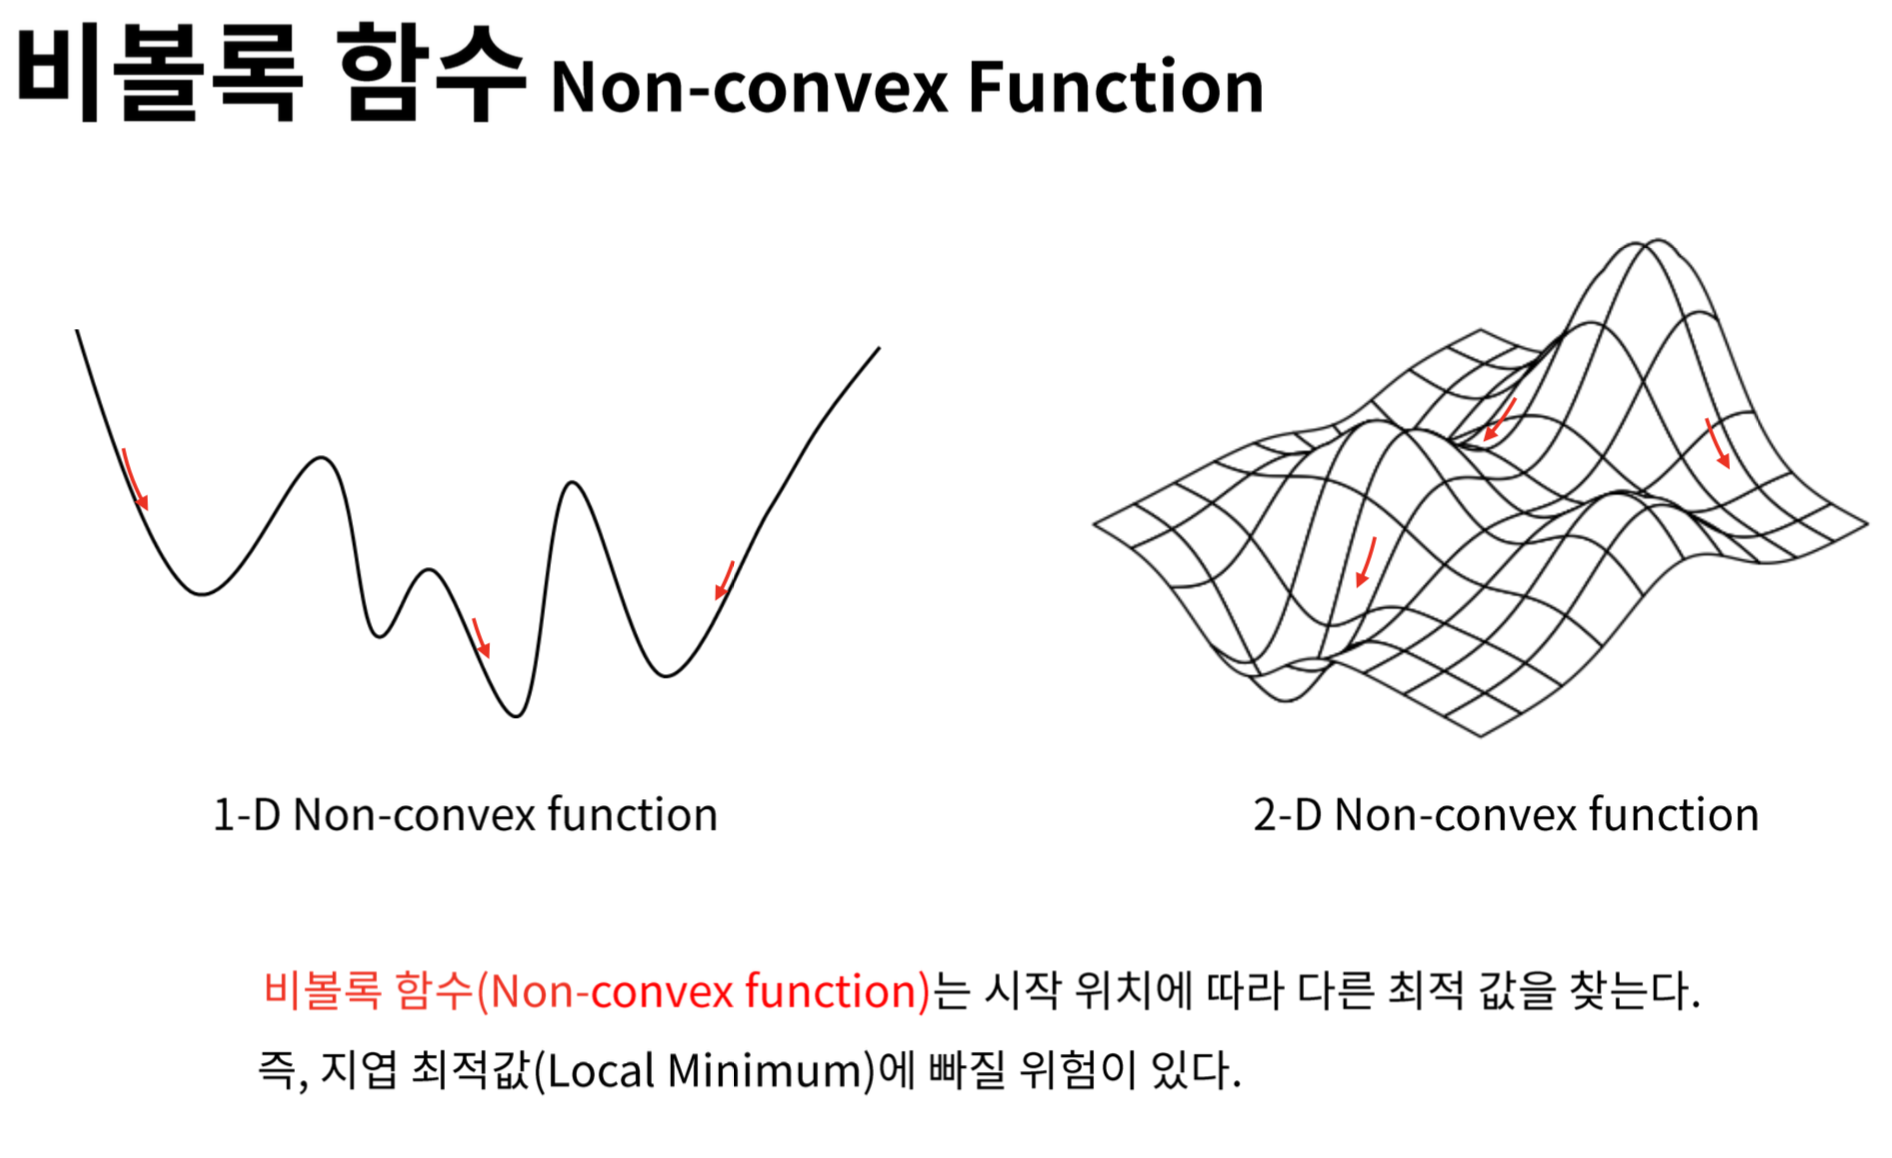 비볼록 함수 Non-convex Function
1-D Non-convex function
2-D Non-convex function
비볼록 함수(Non-convex function)는 시작 위치에 따라 다른 최적 값을 찾는다.
즉, 지엽 최적값(Local Minimum)에 빠질 위험이 있다.